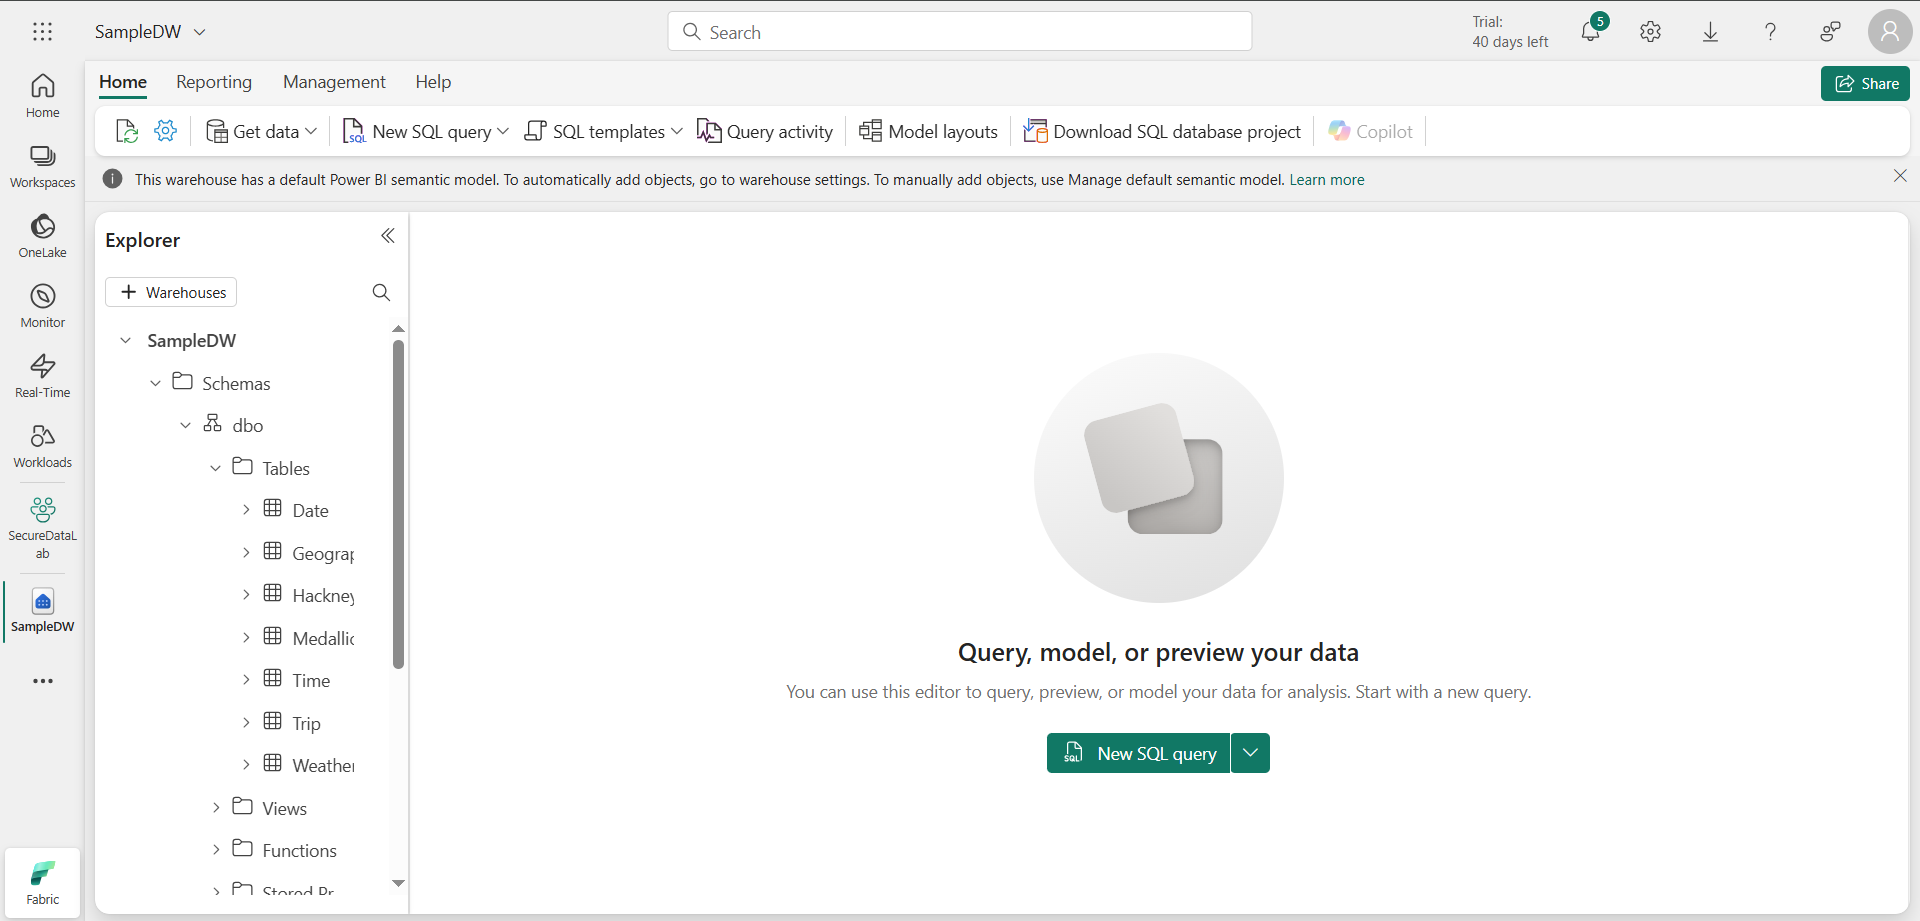 SampleDW
Search
Trial:
40 days left
5
Home
Workspaces
OneLake
Monitor
Real-Time
Workloads
SecureDataL
ab
SampleDW
Fabric
Home Reporting Management Help
Share
Get data New SQL query SQL templates Query activity Model layouts Download SQL database project Copilot
This warehouse has a default Power BI semantic model. To automatically add objects, go to warehouse settings. To manually add objects, use Manage default semantic model. Learn more
Explorer
Warehouses
SampleDW
Schemas
dbo
Tables
Date
Geograp
Hackney
Medallic
Time
Trip
Weather
Views
Functions
Stored Pr
Query, model, or preview your data
You can use this editor to query, preview, or model your data for analysis. Start with a new query.
SQL New SQL query